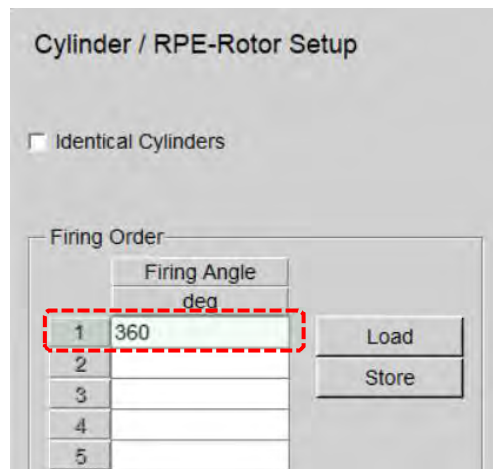 Cylinder / RPE-Rotor Setup
Identical Cylinders
Firing Order
Firing Angle
deg
1 360
Load
2
Store
3
4
5